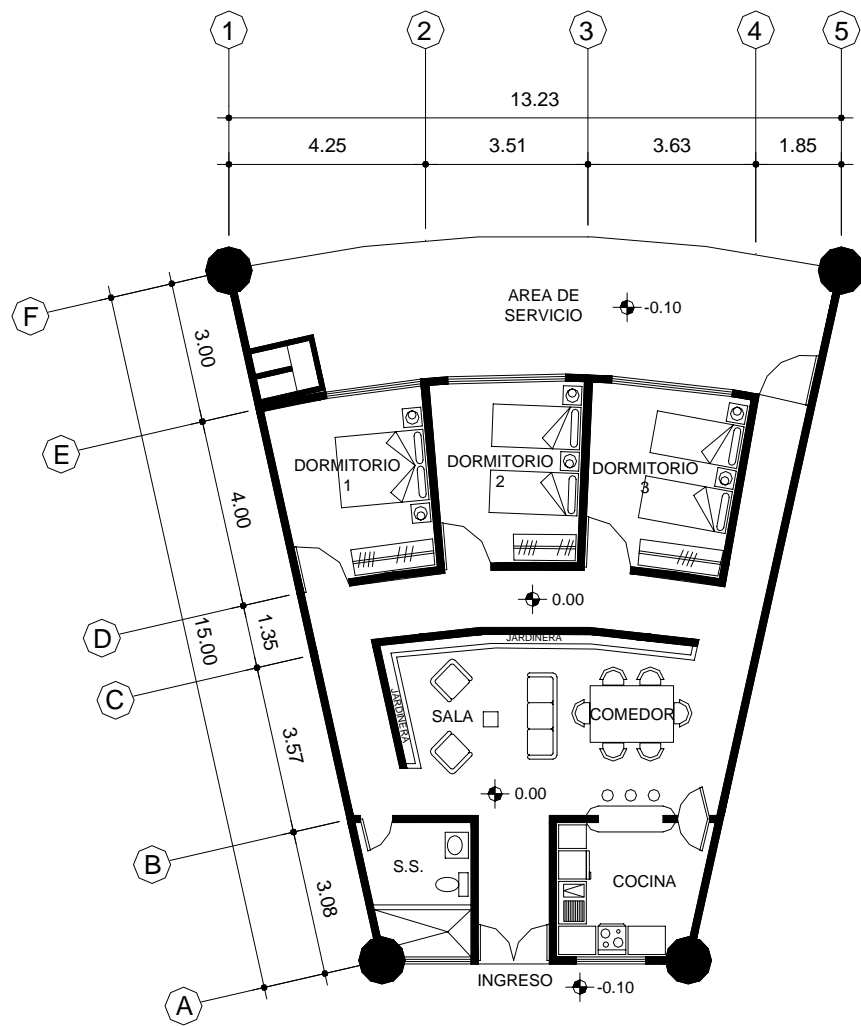 1
2
3
4
5
13.23
4.25
3.51
3.63
1.85
F
AREA DE
SERVICIO
-0.10
3.00
E
DORMITORIO
1
DORMITORIO
2
DORMITORIO
3
4.00
D
0.00
15.00
1.35
C
JARDINERA
JARDINERA
SALA
COMEDOR
3.57
0.00
B
S.S.
COCINA
3.08
A
INGRESO
-0.10